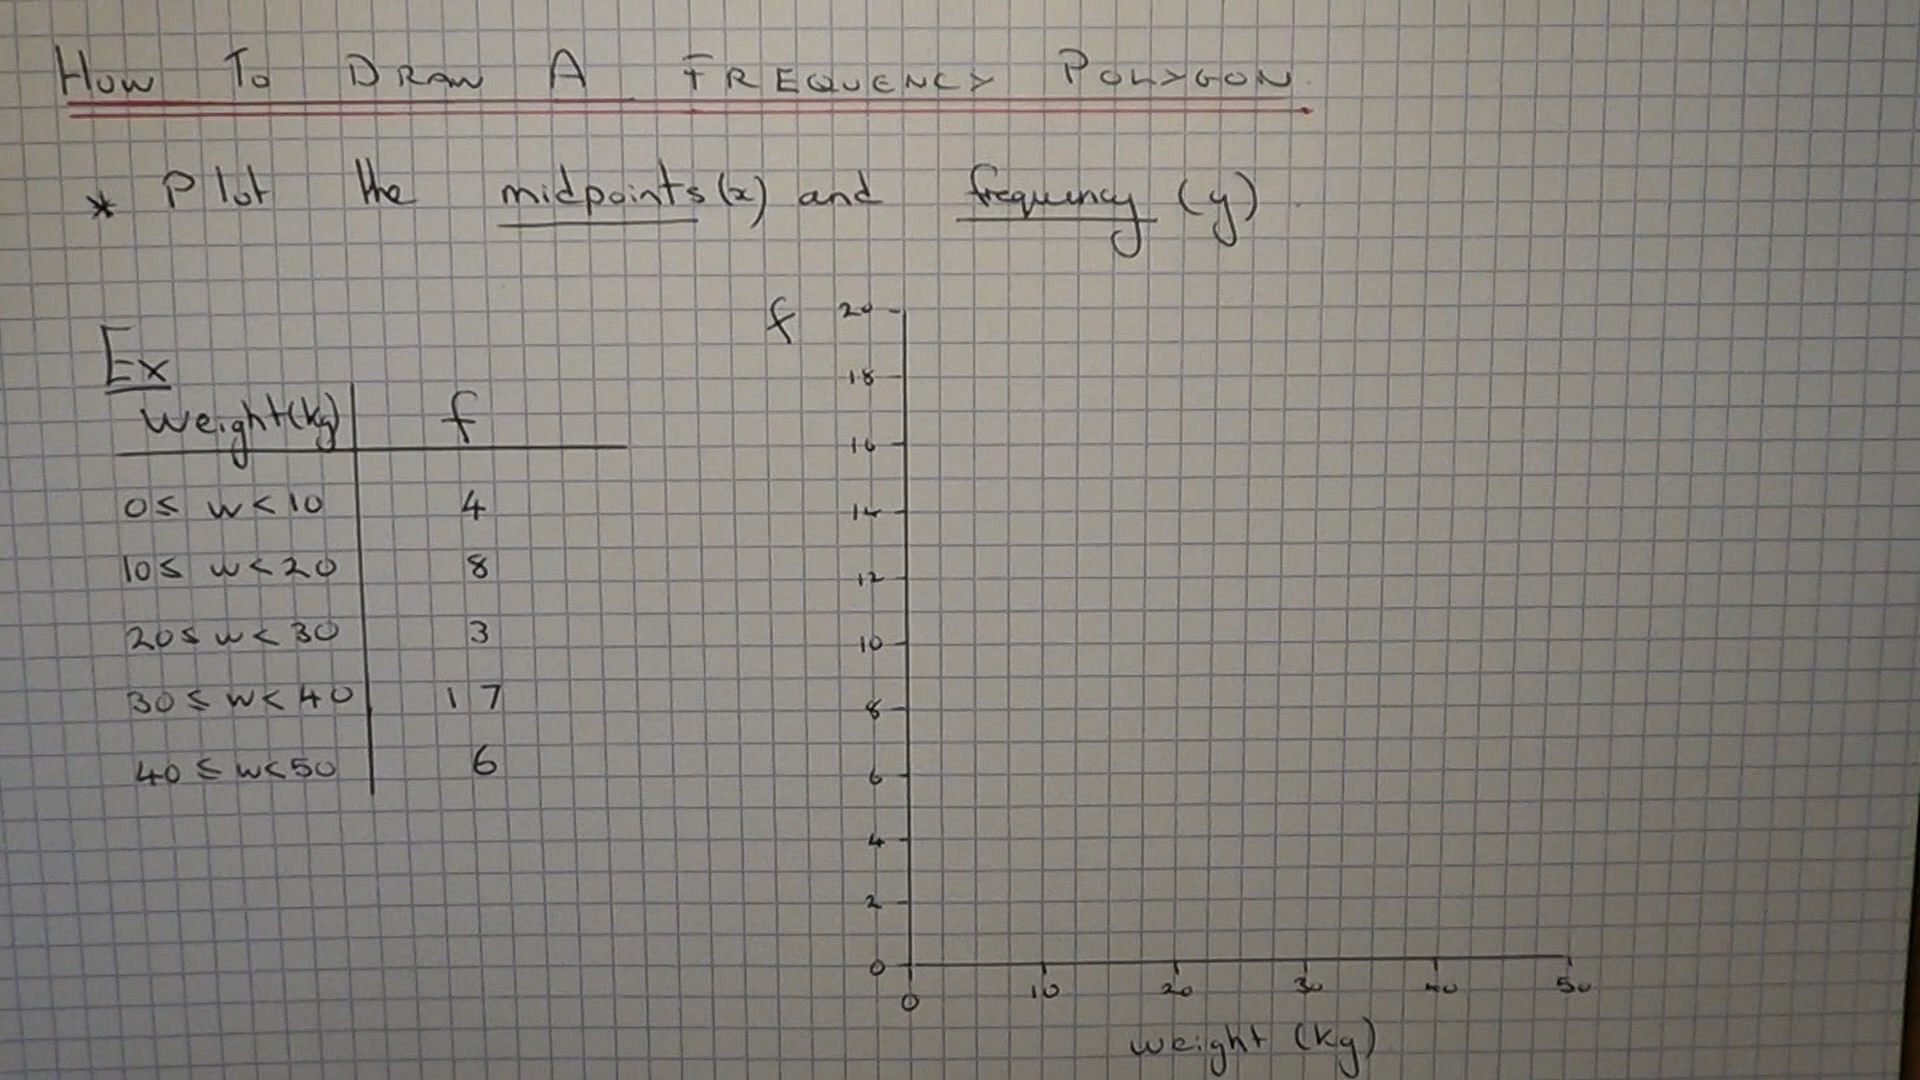 HOW TO DRAW A FREQUENCY POLYGON.
* Plot the midpoints (x) and frequency (y).
Ex
Weight(kg) f
0≤ w<10 4
10≤ w<20 8
20≤ w<30 3
30≤ w<40 17
40≤ w<50 6
f 20
18
16
14
12
10
8
6
4
2
0
0 10 20 30 40 50
weight (kg)